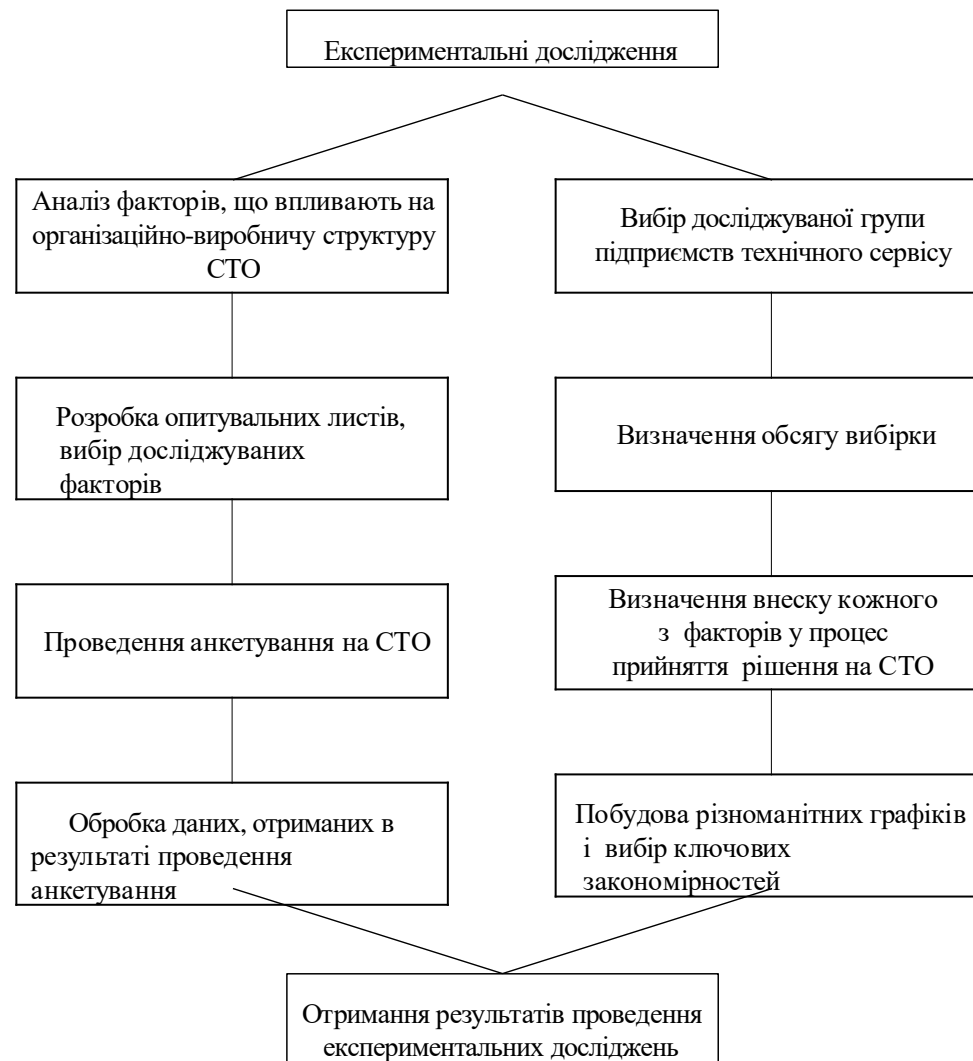 Експериментальні дослідження
Аналіз факторів, що впливають на
організаційно-виробничу структуру
СТО
Вибір досліджуваної групи
підприємств технічного сервісу
Розробка опитувальних листів,
вибір досліджуваних
факторів
Визначення обсягу вибірки
Проведення анкетування на СТО
Визначення внеску кожного
з факторів у процес
прийняття рішення на СТО
Обробка даних, отриманих в
результаті проведення
анкетування
Побудова різноманітних графіків
і вибір ключових
закономірностей
Отримання результатів проведення
експериментальних досліджень